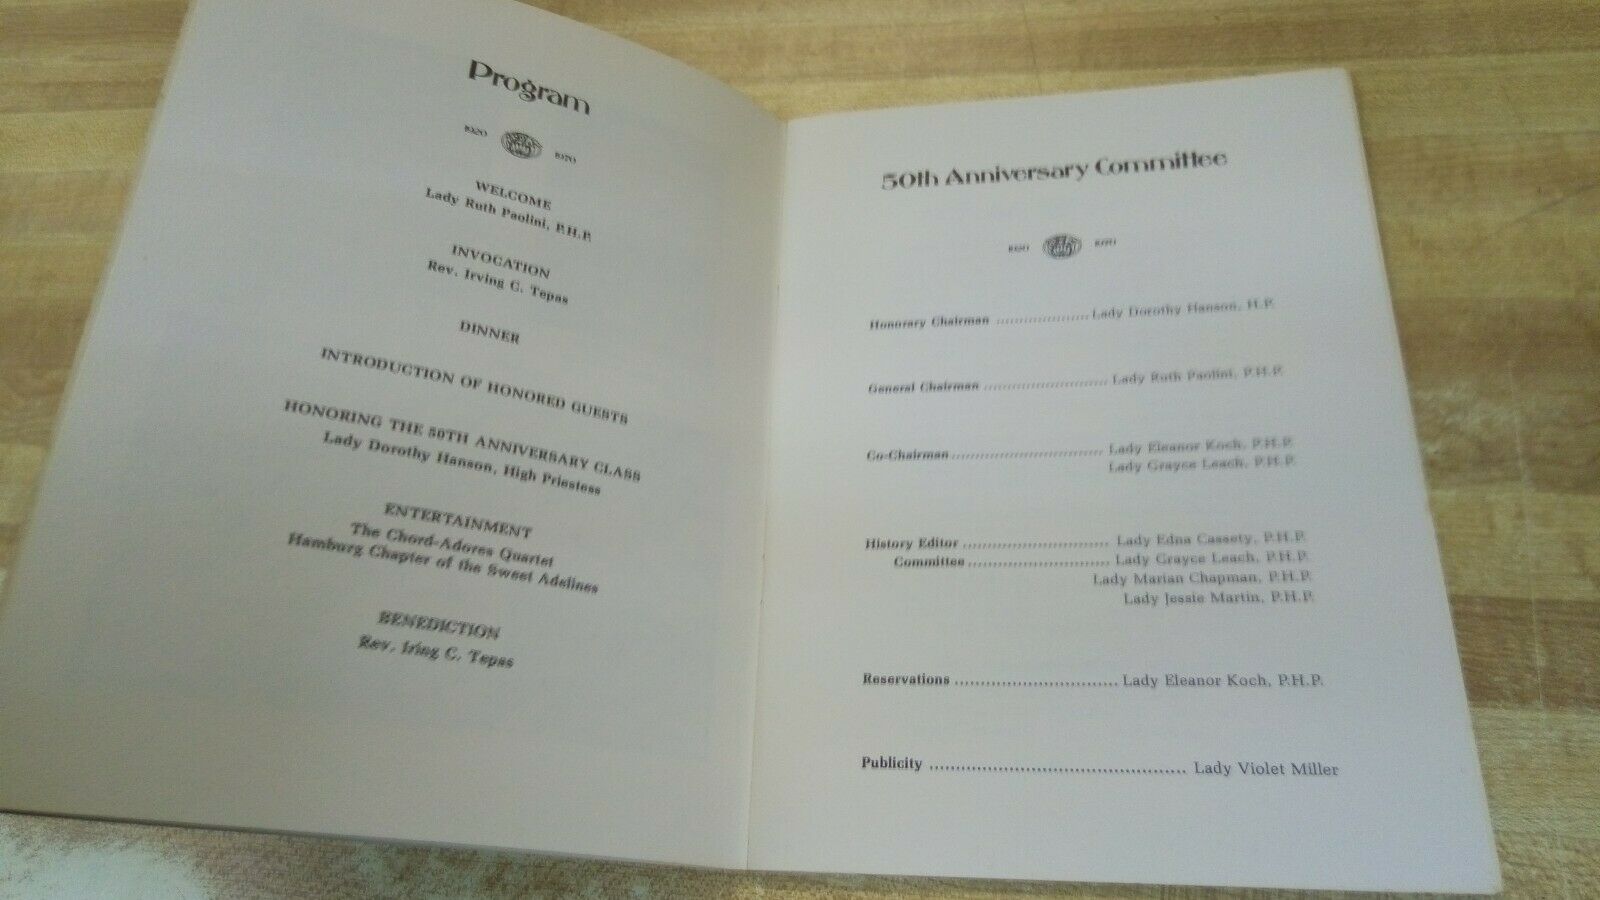 Program
1920 1970
WELCOME
Lady Ruth Paolini, P.H.P.
INVOCATION
Rev. Irving C. Tepas
DINNER
INTRODUCTION OF HONORED GUESTS
HONORING THE 50TH ANNIVERSARY CLASS
Lady Dorothy Hanson, High Priestess
ENTERTAINMENT
The Chord-Adores Quartet
Hamburg Chapter of the Sweet Adelines
BENEDICTION
Rev. Iring C. Tepas
50th Anniversary Committee
1920 1970
Honorary Chairman .................... Lady Dorothy Hanson, H.P.
General Chairman .......................... Lady Ruth Paolini, P.H.P.
Co-Chairman ................................ Lady Eleanor Koch, P.H.P.
Lady Grayce Leach, P.H.P.
History Editor .............................. Lady Edna Cassety, P.H.P.
Committee ............................. Lady Grayce Leach, P.H.P.
Lady Marian Chapman, P.H.P.
Lady Jessie Martin, P.H.P.
Reservations ............................... Lady Eleanor Koch, P.H.P.
Publicity ................................................ Lady Violet Miller